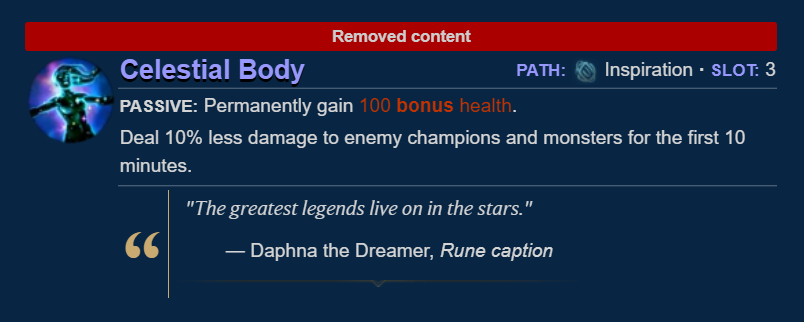 Removed content
Celestial Body PATH: Inspiration · SLOT: 3
PASSIVE: Permanently gain 100 bonus health.
Deal 10% less damage to enemy champions and monsters for the first 10
minutes.
"The greatest legends live on in the stars."
— Daphna the Dreamer, Rune caption